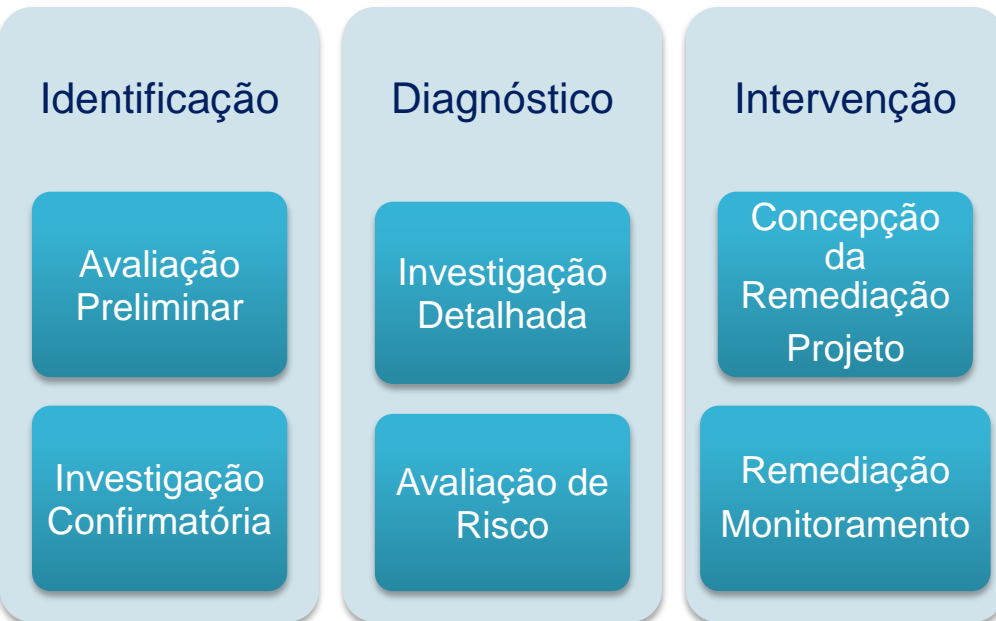 Identificação
Avaliação
Preliminar
Investigação
Confirmatória
Diagnóstico
Investigação
Detalhada
Avaliação de
Risco
Intervenção
Concepção
da
Remediação
Projeto
Remediação
Monitoramento